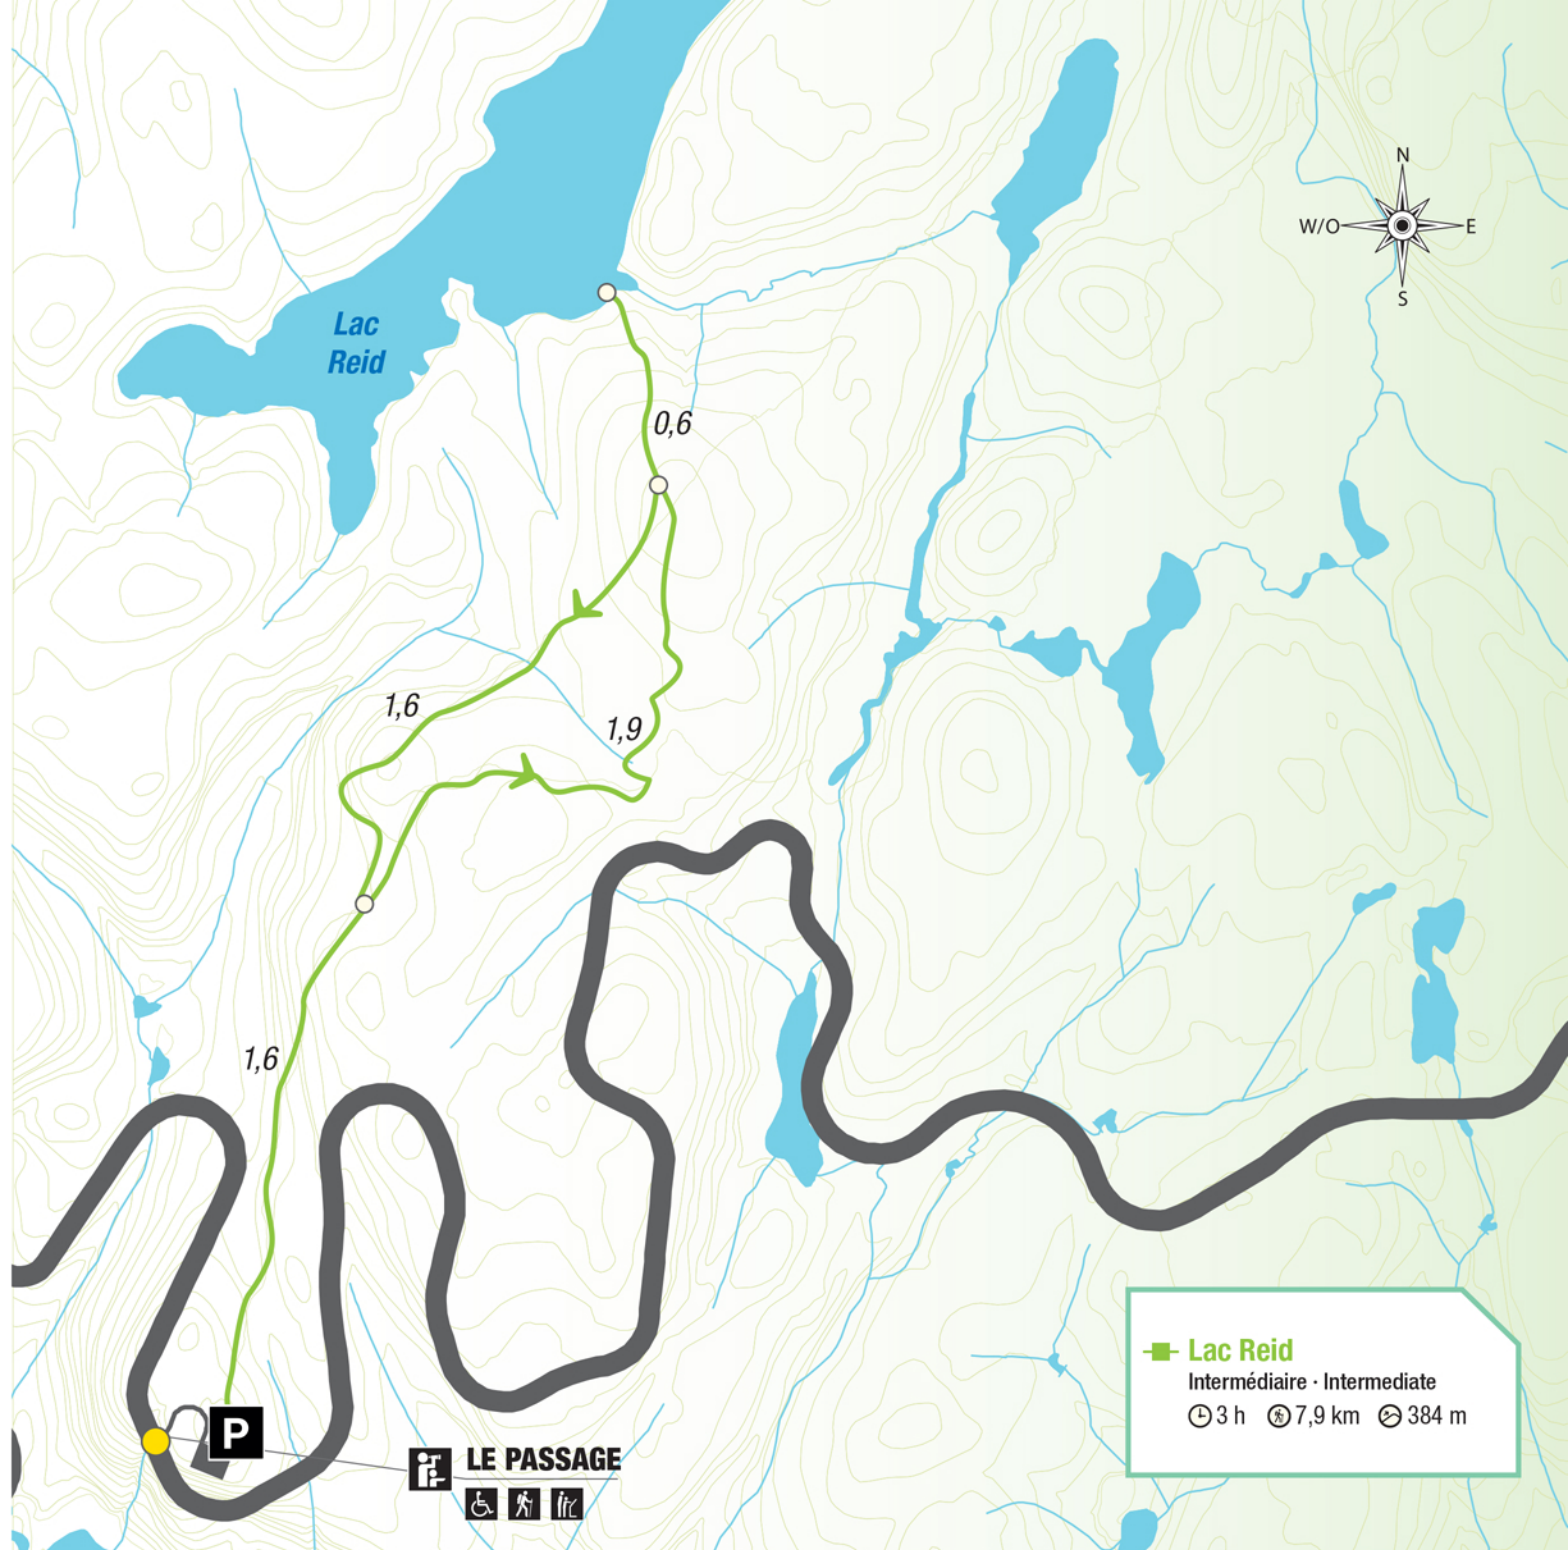 N
W/O
E
S
Lac
Reid
0,6
1,6
1,9
1,6
P
LE PASSAGE
Lac Reid
Intermédiaire · Intermediate
3 h 7,9 km 384 m